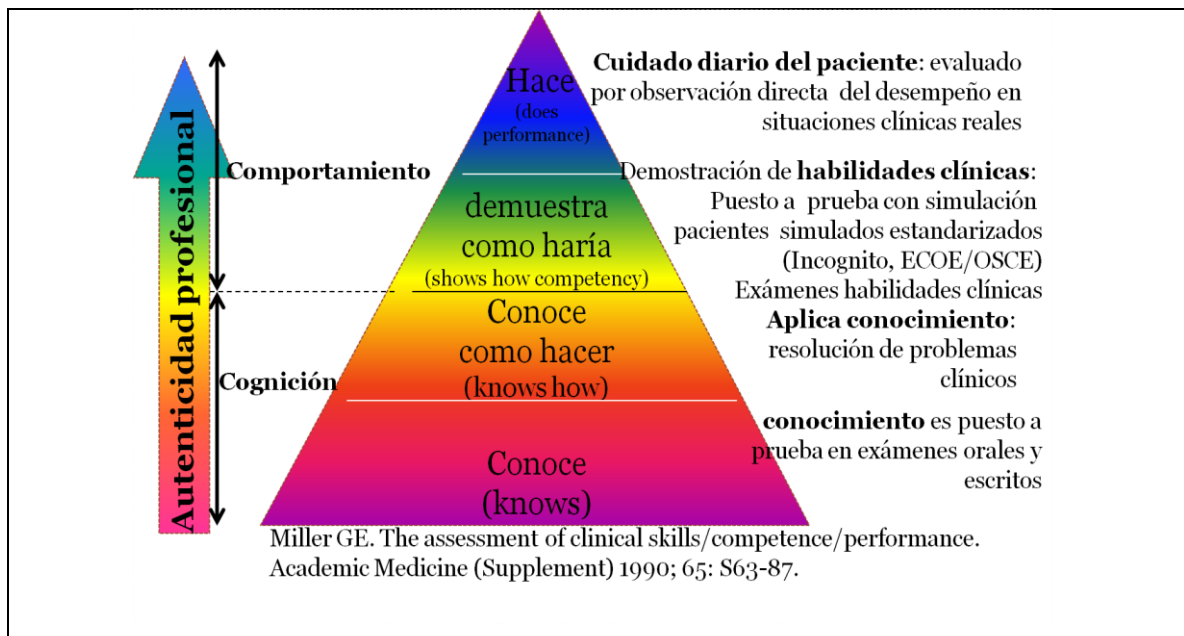 Autenticidad profesional
Comportamiento
Cognición
Hace
(does
performance)
demuestra
como haría
(shows how competency)
Conoce
como hacer
(knows how)
Conoce
(knows)
Cuidado diario del paciente: evaluado
por observación directa del desempeño en
situaciones clínicas reales
Demostración de habilidades clínicas:
Puesto a prueba con simulación
pacientes simulados estandarizados
(Incognito, ECOE/OSCE)
Exámenes habilidades clínicas
Aplica conocimiento:
resolución de problemas
clínicos
conocimiento es puesto a
prueba en exámenes orales y
escritos
Miller GE. The assessment of clinical skills/competence/performance.
Academic Medicine (Supplement) 1990; 65: S63-87.